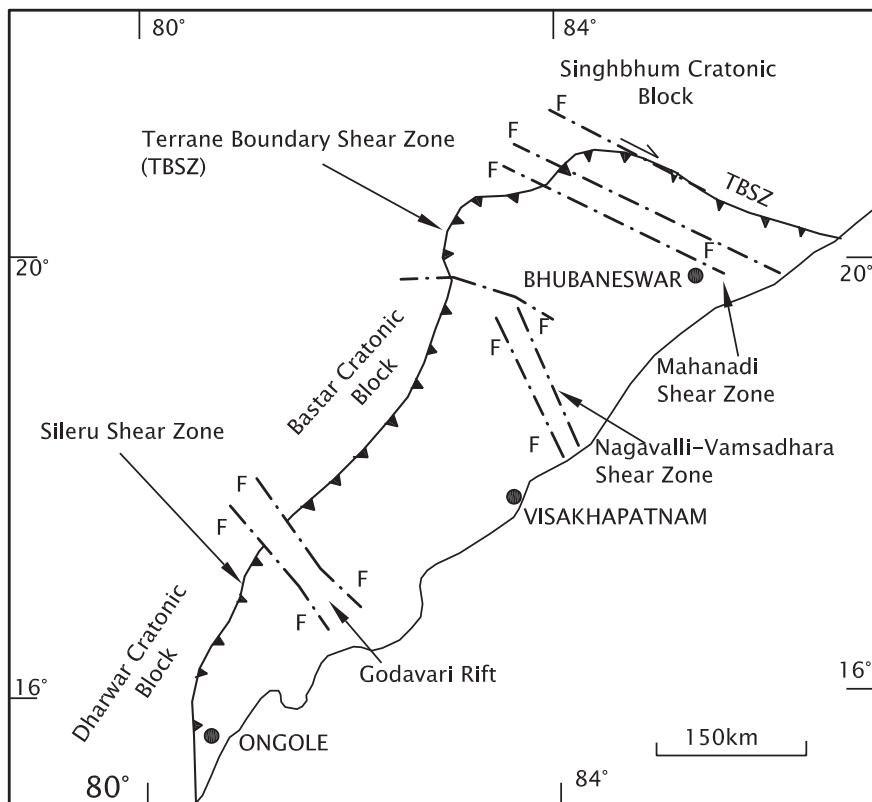 80°
84°
Singhbhum Cratonic
Block
F
F
F
Terrane Boundary Shear Zone
(TBSZ)
TBSZ
20°
20°
F
BHUBANESWAR
Mahanadi
Shear Zone
Bastar Cratonic
Block
F
F
F
Nagavalli-Vamsadhara
Shear Zone
Sileru Shear Zone
F
F
VISAKHAPATNAM
F
F
Dharwar Cratonic
Block
Godavari Rift
16°
16°
ONGOLE
150km
80°
84°